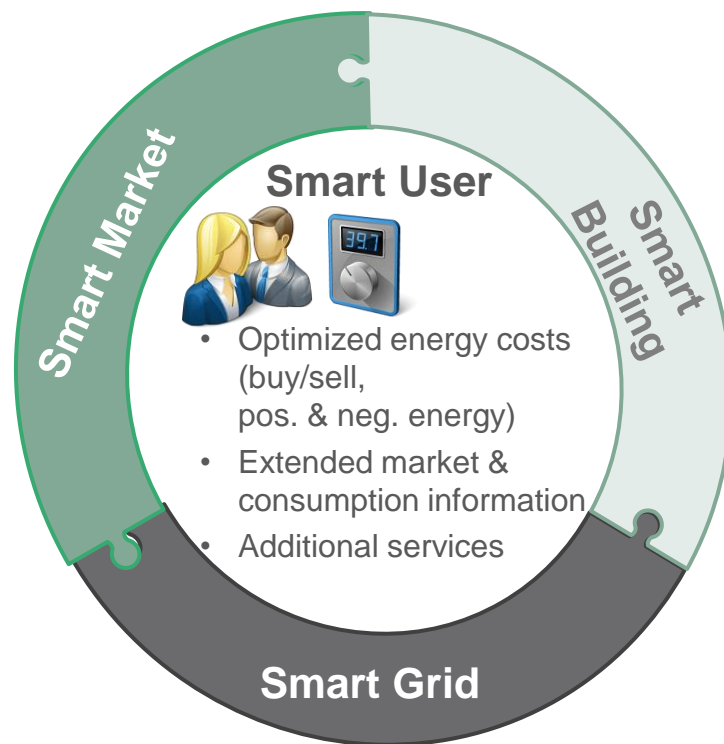 Smart Market
Smart User
39.7
Smart
Building
• Optimized energy costs
(buy/sell,
pos. & neg. energy)
• Extended market &
consumption information
• Additional services
Smart Grid